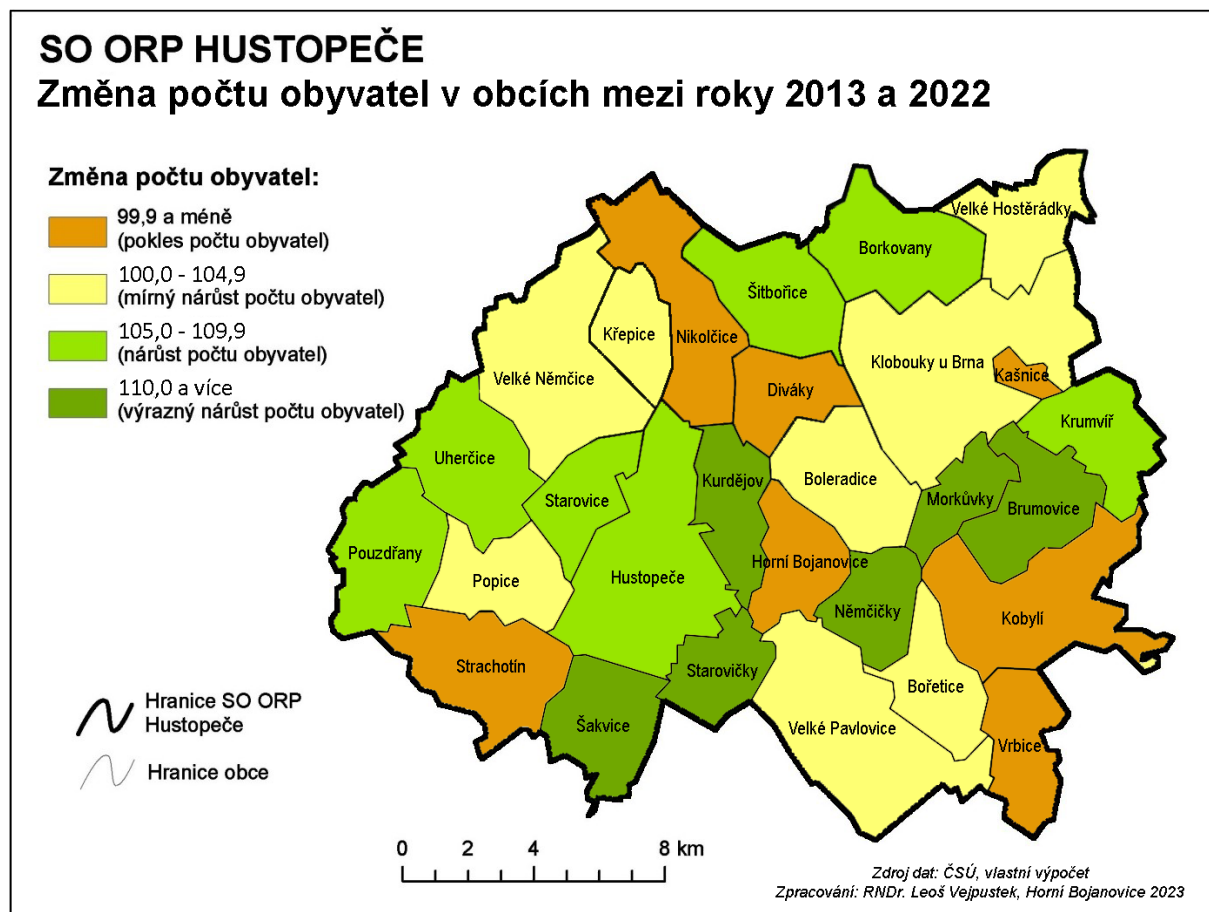 SO ORP HUSTOPEČE
Změna počtu obyvatel v obcích mezi roky 2013 a 2022
Změna počtu obyvatel:
99,9 a méně
(pokles počtu obyvatel)
100,0 - 104,9
(mírný nárůst počtu obyvatel)
105,0 - 109,9
(nárůst počtu obyvatel)
110,0 a více
(výrazný nárůst počtu obyvatel)
Velké Hostěrádky
Borkovany
Šitbořice
Křepice
Nikolčice
Klobouky u Brna
Kašnice
Velké Němčice
Diváky
Krumvíř
Uherčice
Starovice
Kurdějov
Boleradice
Morkůvky
Brumovice
Pouzdřany
Popice
Hustopeče
Horní Bojanovice
Němčičky
Kobylí
Strachotín
Starovičky
Bořetice
Šakvice
Velké Pavlovice
Vrbice
Hranice SO ORP
Hustopeče
Hranice obce
0 2 4 8 km
Zdroj dat: ČSÚ, vlastní výpočet
Zpracování: RNDr. Leoš Vejpustek, Horní Bojanovice 2023